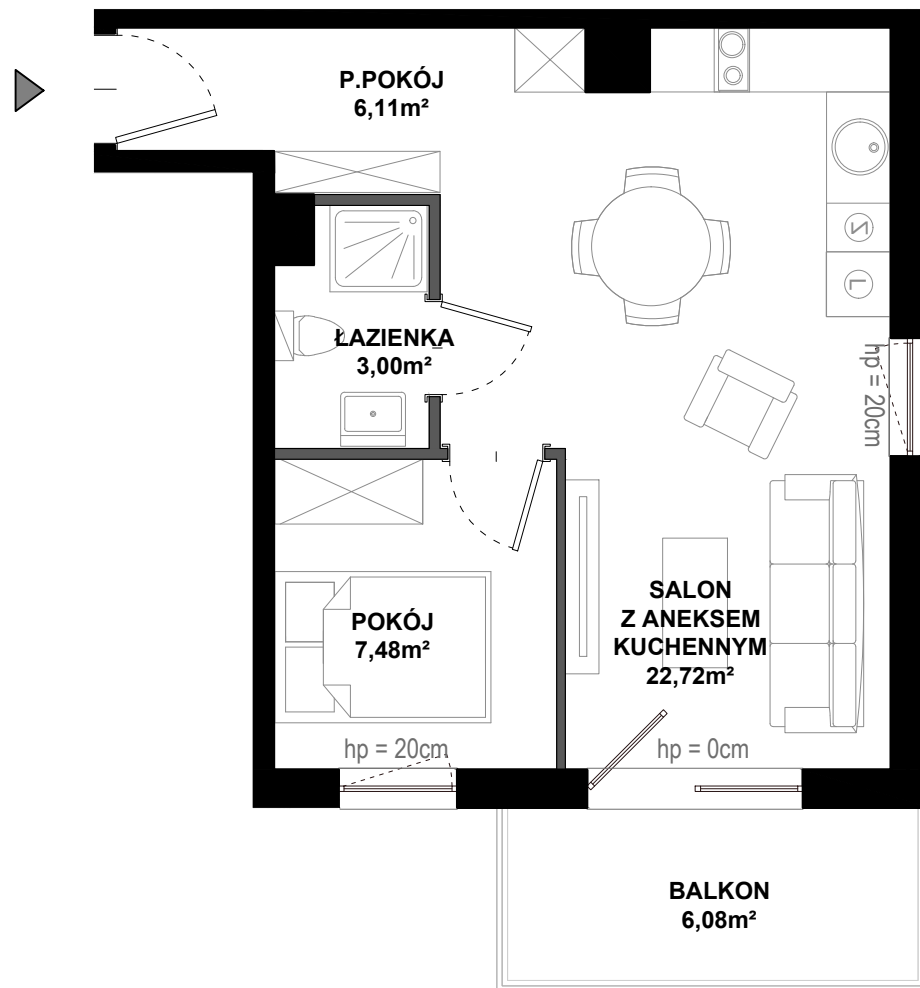 P.POKÓJ
6,11m²
Z
L
ŁAZIENKA
3,00m²
hp = 20cm
POKÓJ
7,48m²
SALON
Z ANEKSEM
KUCHENNYM
22,72m²
hp = 20cm
hp = 0cm
BALKON
6,08m²